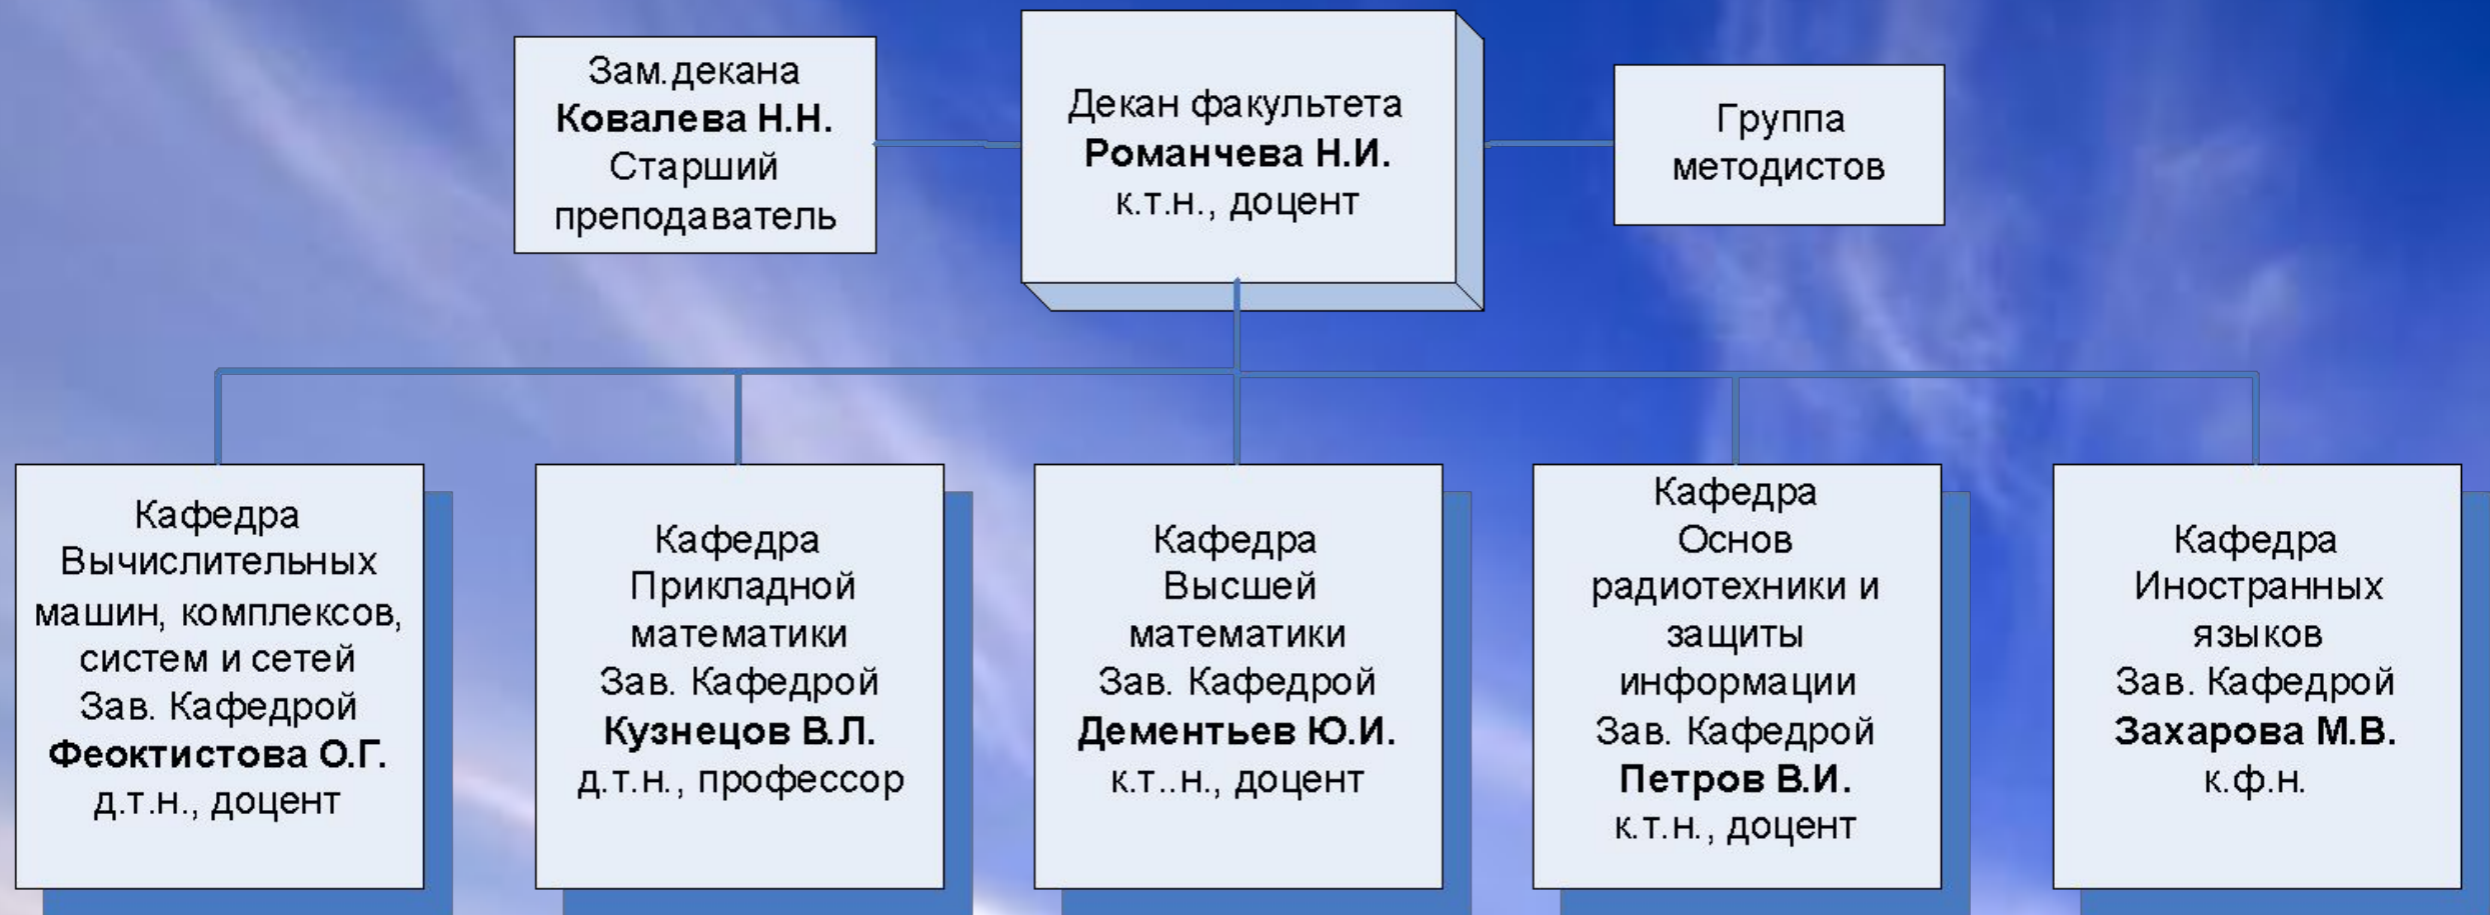 Зам.декана
Ковалева Н.Н.
Старший
преподаватель
Декан факультета
Романчева Н.И.
к.т.н., доцент
Группа
методистов
Кафедра
Вычислительных
машин, комплексов,
систем и сетей
Зав. Кафедрой
Феоктистова О.Г.
д.т.н., доцент
Кафедра
Прикладной
математики
Зав. Кафедрой
Кузнецов В.Л.
д.т.н., профессор
Кафедра
Высшей
математики
Зав. Кафедрой
Дементьев Ю.И.
к.т..н., доцент
Кафедра
Основ
радиотехники и
защиты
информации
Зав. Кафедрой
Петров В.И.
к.т.н., доцент
Кафедра
Иностранных
языков
Зав. Кафедрой
Захарова М.В.
к.ф.н.